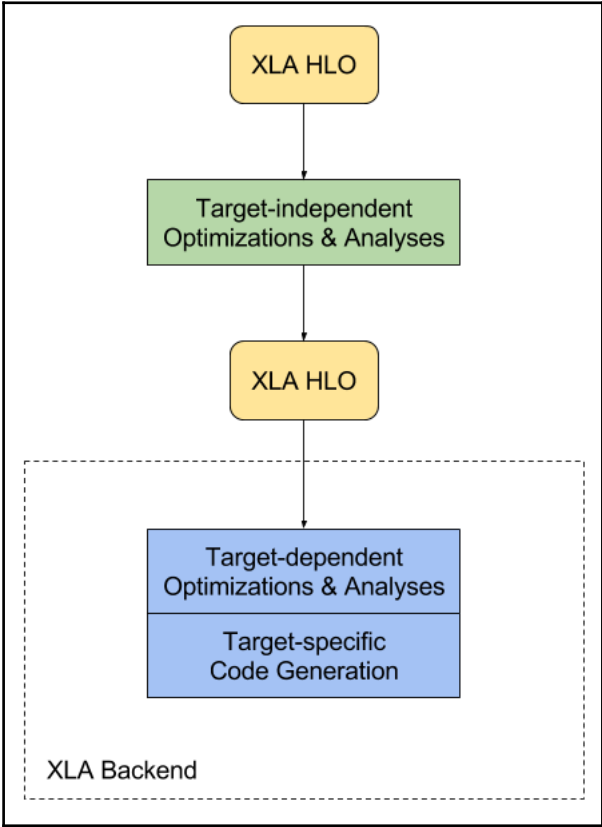 XLA HLO
Target-independent
Optimizations & Analyses
XLA HLO
Target-dependent
Optimizations & Analyses
Target-specific
Code Generation
XLA Backend